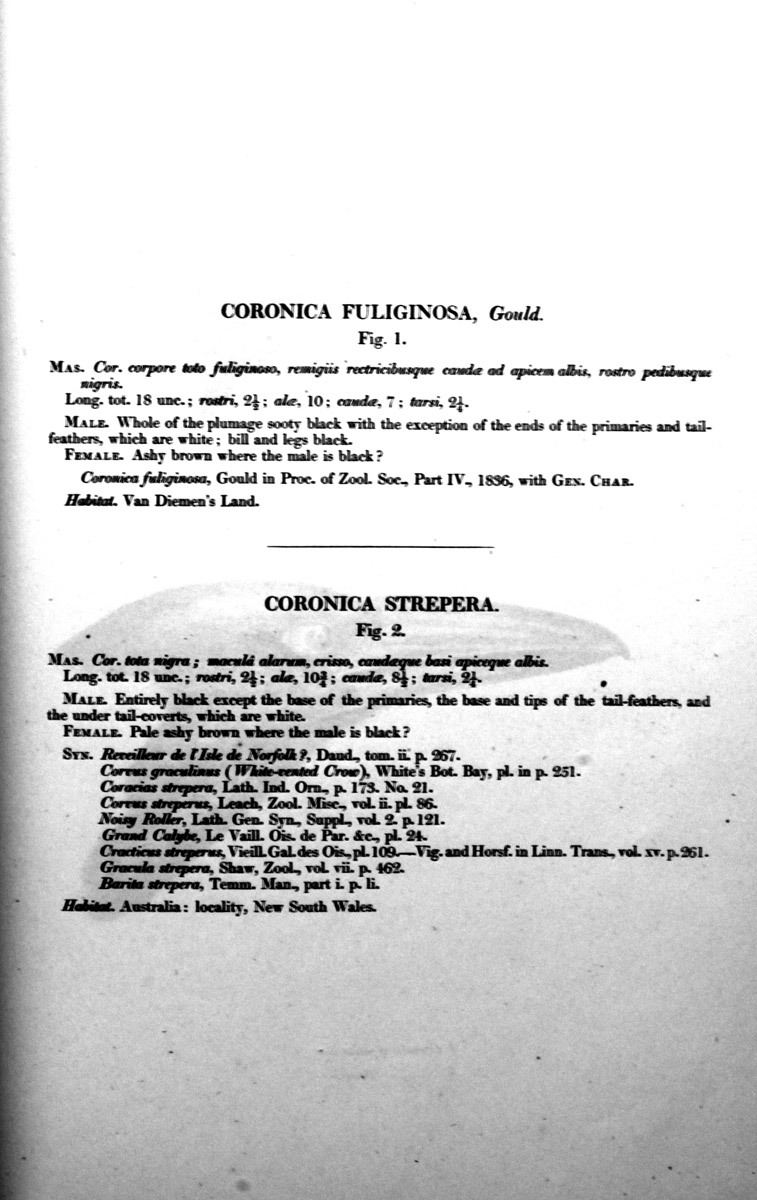 CORONICA FULIGINOSA, Gould.
Fig. 1.
MAS. Cor. corpore toto fuliginoso, remigiis rectricibusque caudæ ad apicem albis, rostro pedibusque
nigris.
Long. tot. 18 unc.; rostri, 2½; alæ, 10; caudæ, 7; tarsi, 2¼.
MALE. Whole of the plumage sooty black with the exception of the ends of the primaries and tail-
feathers, which are white; bill and legs black.
FEMALE. Ashy brown where the male is black?
Coronica fuliginosa, Gould in Proc. of Zool. Soc., Part IV., 1836, with GEN. CHAR.
Habitat. Van Diemen's Land.
CORONICA STREPERA.
Fig. 2.
MAS. Cor. tota nigra; maculâ alarum, crisso, caudæque basi apiceque albis.
Long. tot. 18 unc.; rostri, 2½; alæ, 10¾; caudæ, 8½; tarsi, 2¼.
MALE. Entirely black except the base of the primaries, the base and tips of the tail-feathers, and
the under tail-coverts, which are white.
FEMALE. Pale ashy brown where the male is black?
SYN. Reveilleur de l'Isle de Norfolk?, Daud., tom. ii. p. 267.
Corvus graculinus (White-vented Crow), White's Bot. Bay, pl. in p. 251.
Coracias strepera, Lath. Ind. Orn., p. 173. No. 21.
Corvus streperus, Leach, Zool. Misc., vol. ii. pl. 86.
Noisy Roller, Lath. Gen. Syn., Suppl., vol. 2. p. 121.
Grand Calybé, Le Vaill. Ois. de Par. &c., pl. 24.
Cracticus streperus, Vieill. Gal. des Ois., pl. 109.—Vig. and Horsf. in Linn. Trans., vol. xv. p. 261.
Gracula strepera, Shaw, Zool., vol. vii. p. 462.
Barita strepera, Temm. Man., part i. p. li.
Habitat. Australia: locality, New South Wales.